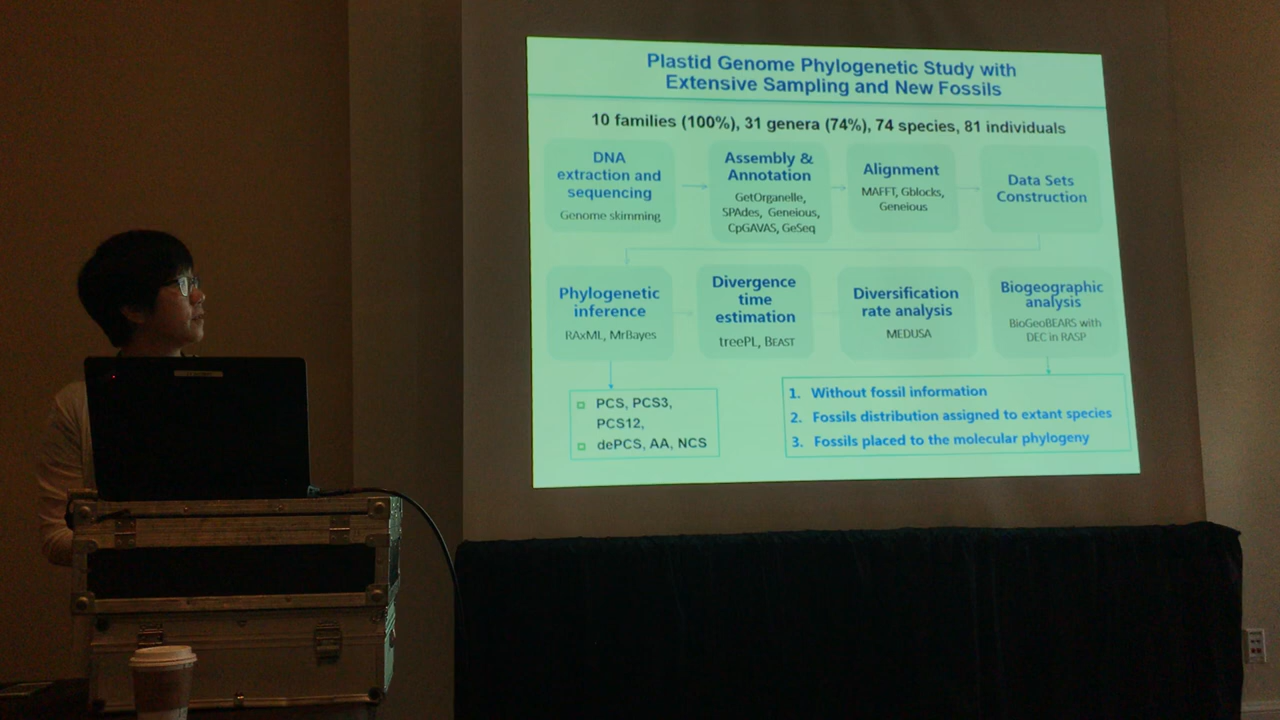 Plastid Genome Phylogenetic Study with
Extensive Sampling and New Fossils
10 families (100%), 31 genera (74%), 74 species, 81 individuals
DNA
extraction and
sequencing
Genome skimming
Assembly &
Annotation
GetOrganelle,
SPAdes, Geneious,
CpGAVAS, GeSeq
Alignment
MAFFT, Gblocks,
Geneious
Data Sets
Construction
Phylogenetic
inference
RAxML, MrBayes
Divergence
time
estimation
treePL, BEAST
Diversification
rate analysis
MEDUSA
Biogeographic
analysis
BioGeoBEARS with
DEC in RASP
PCS, PCS3,
PCS12,
dePCS, AA, NCS
1. Without fossil information
2. Fossils distribution assigned to extant species
3. Fossils placed to the molecular phylogeny